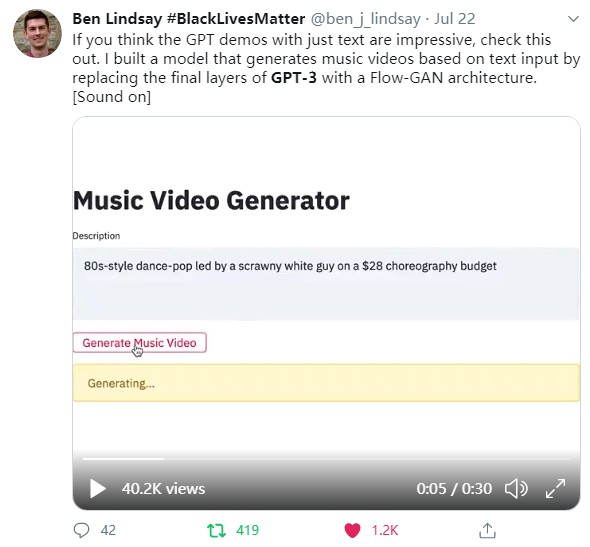 Ben Lindsay #BlackLivesMatter @ben_j_lindsay · Jul 22
If you think the GPT demos with just text are impressive, check this
out. I built a model that generates music videos based on text input by
replacing the final layers of GPT-3 with a Flow-GAN architecture.
[Sound on]
Music Video Generator
Description
80s-style dance-pop led by a scrawny white guy on a $28 choreography budget
Generate Music Video
Generating...
40.2K views
0:05 / 0:30
42
419
1.2K